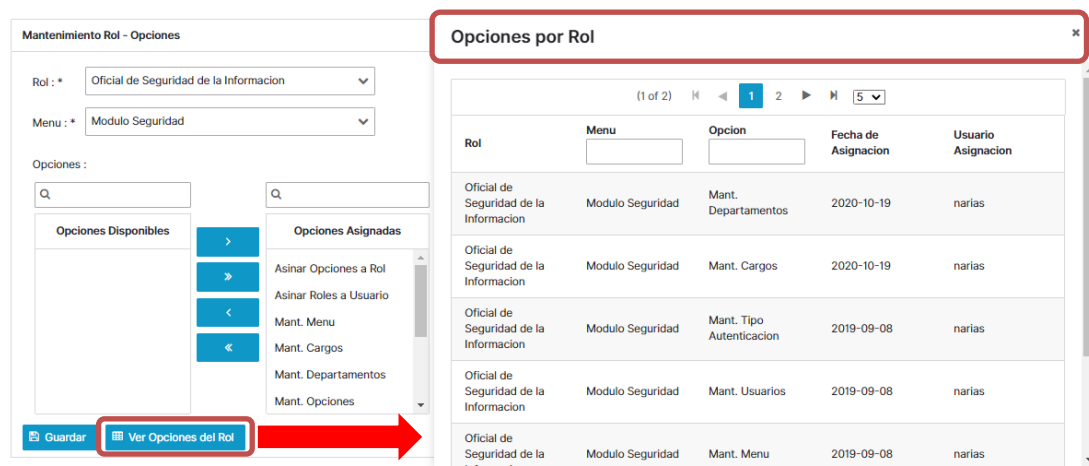 Mantenimiento Rol - Opciones
Rol : *
Oficial de Seguridad de la Informacion
Menu : *
Modulo Seguridad
Opciones :
Opciones Disponibles
Opciones Asignadas
Asinar Opciones a Rol
Asinar Roles a Usuario
Mant. Menu
Mant. Cargos
Mant. Departamentos
Mant. Opciones
Guardar
Ver Opciones del Rol
Opciones por Rol
(1 of 2) 1 2 5
Rol
Menu
Opcion
Fecha de
Asignacion
Usuario
Asignacion
Oficial de
Seguridad de la
Informacion
Modulo Seguridad
Mant.
Departamentos
2020-10-19
narias
Oficial de
Seguridad de la
Informacion
Modulo Seguridad
Mant. Cargos
2020-10-19
narias
Oficial de
Seguridad de la
Informacion
Modulo Seguridad
Mant. Tipo
Autenticacion
2019-09-08
narias
Oficial de
Seguridad de la
Informacion
Modulo Seguridad
Mant. Usuarios
2019-09-08
narias
Oficial de
Seguridad de la
Modulo Seguridad
Mant. Menu
2019-09-08
narias